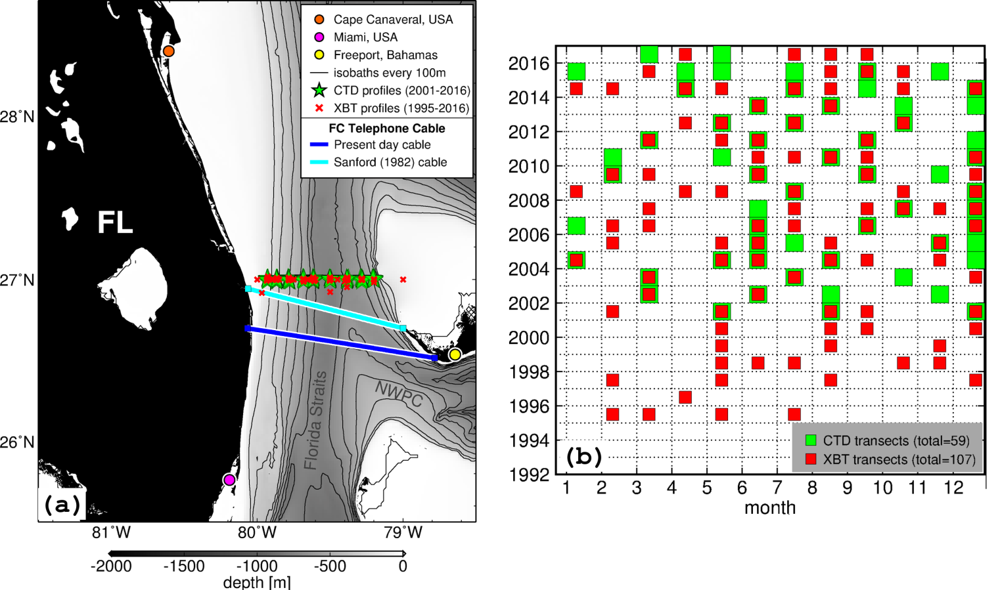 Cape Canaveral, USA
Miami, USA
Freeport, Bahamas
isobaths every 100m
CTD profiles (2001-2016)
XBT profiles (1995-2016)
FC Telephone Cable
Present day cable
Sanford (1982) cable
28˚N
27˚N
26˚N
FL
Florida Straits
NWPC
(a)
81˚W 80˚W 79˚W
-2000 -1500 -1000 -500 0
depth [m]
2016
2014
2012
2010
2008
2006
2004
2002
2000
1998
1996
1994
1992
CTD transects (total=59)
XBT transects (total=107)
(b)
1 2 3 4 5 6 7 8 9 10 11 12
month